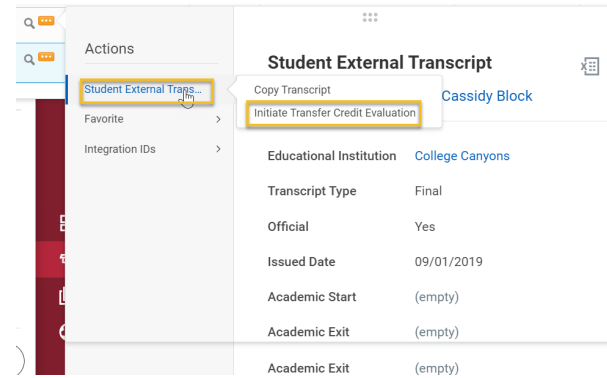 Actions
Student External Trans...
Favorite
Integration IDs
Student External Transcript
Copy Transcript
Cassidy Block
Initiate Transfer Credit Evaluation
Educational Institution College Canyons
Transcript Type Final
Official Yes
Issued Date 09/01/2019
Academic Start (empty)
Academic Exit (empty)
Academic Exit (empty)